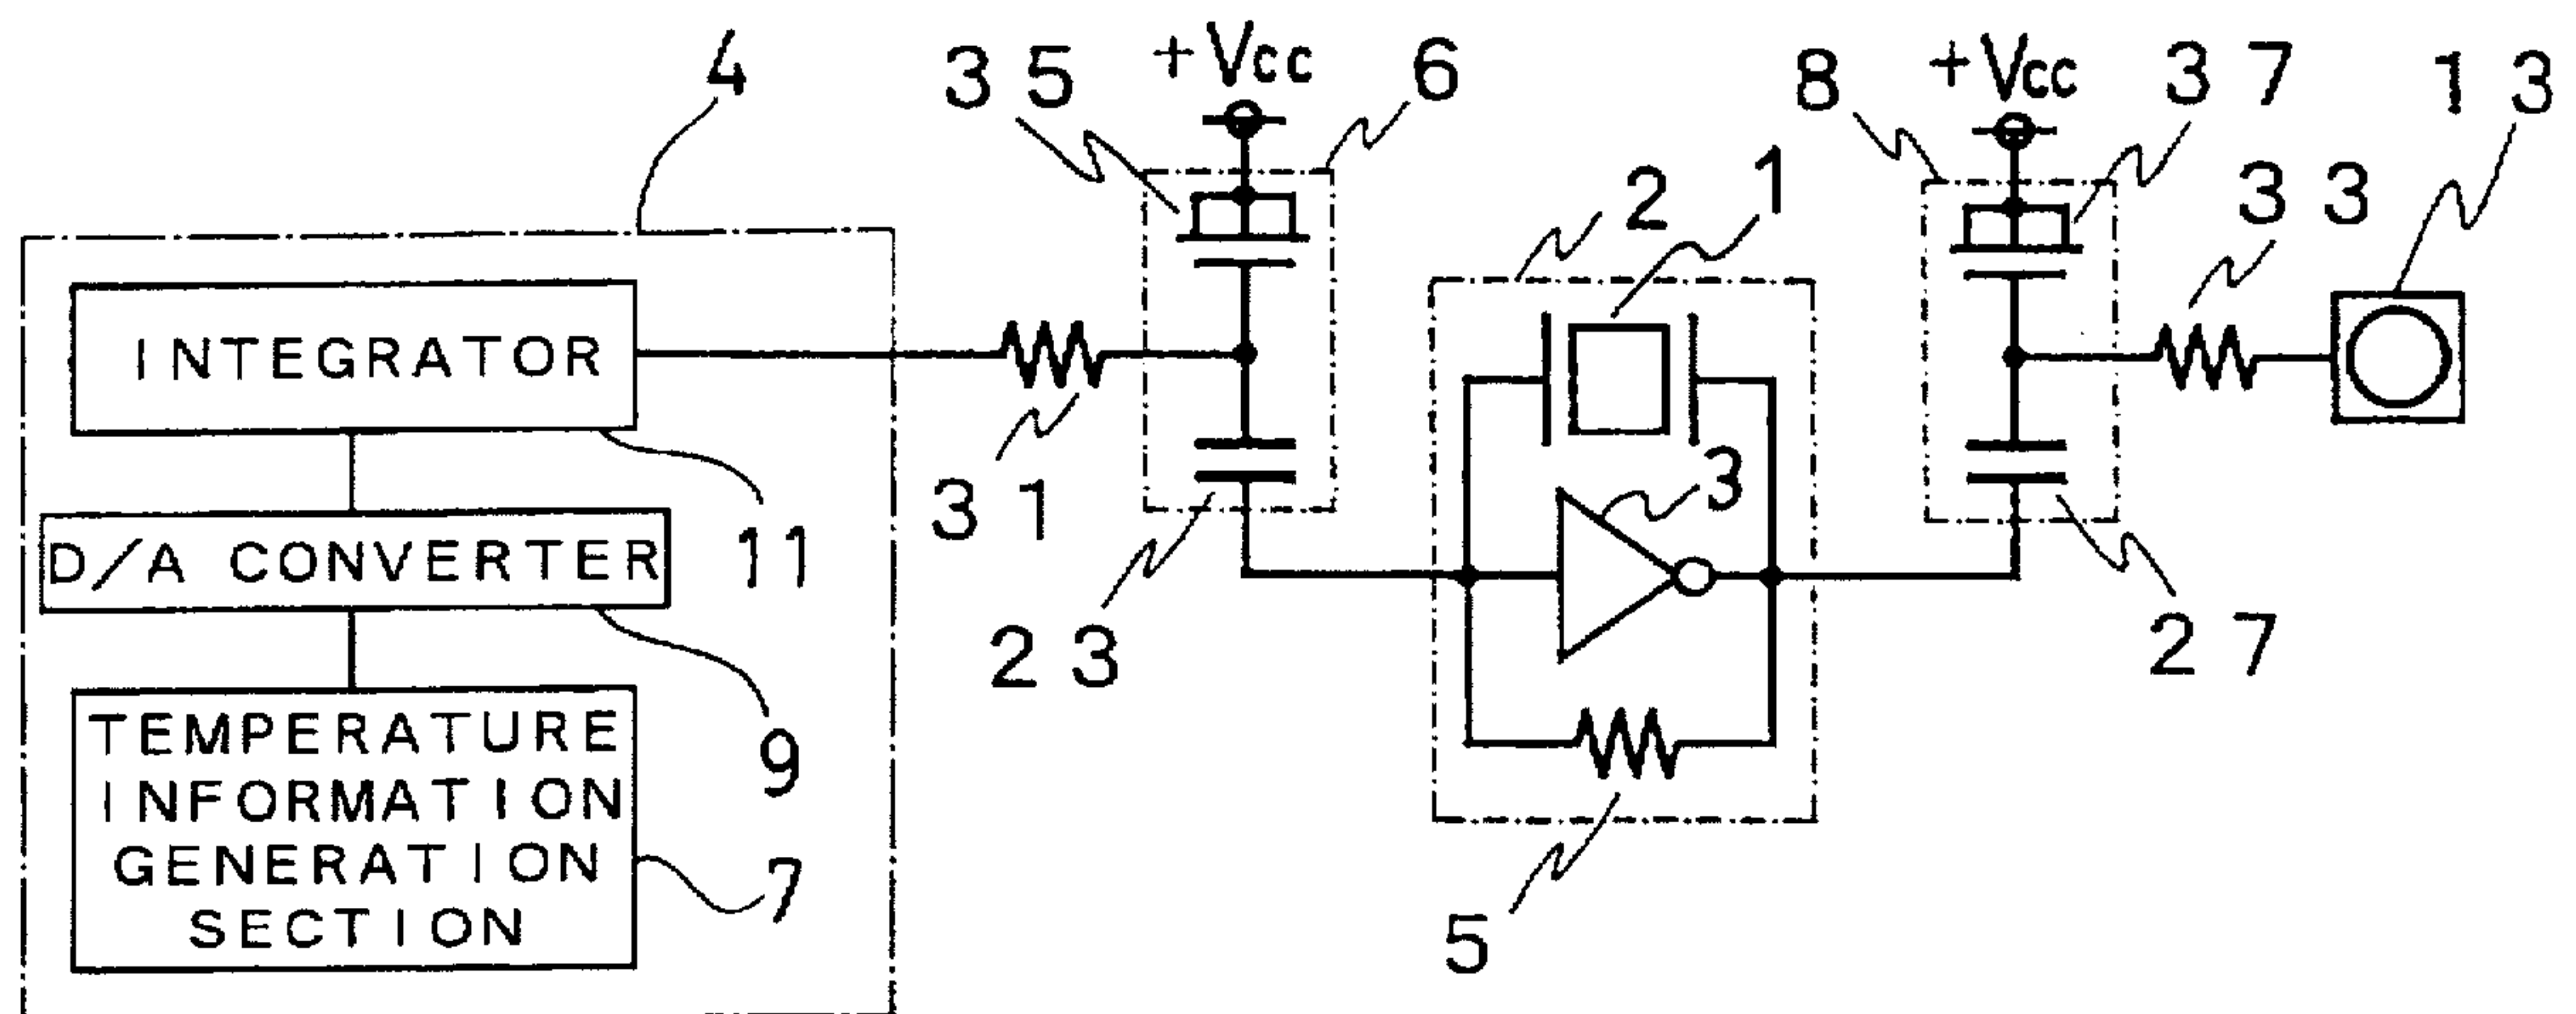 4
35
+Vcc
6
8
+Vcc
37
13
2
1
33
INTEGRATOR
31
3
11
D/A CONVERTER
23
27
9
TEMPERATURE
INFORMATION
GENERATION
SECTION
7
5